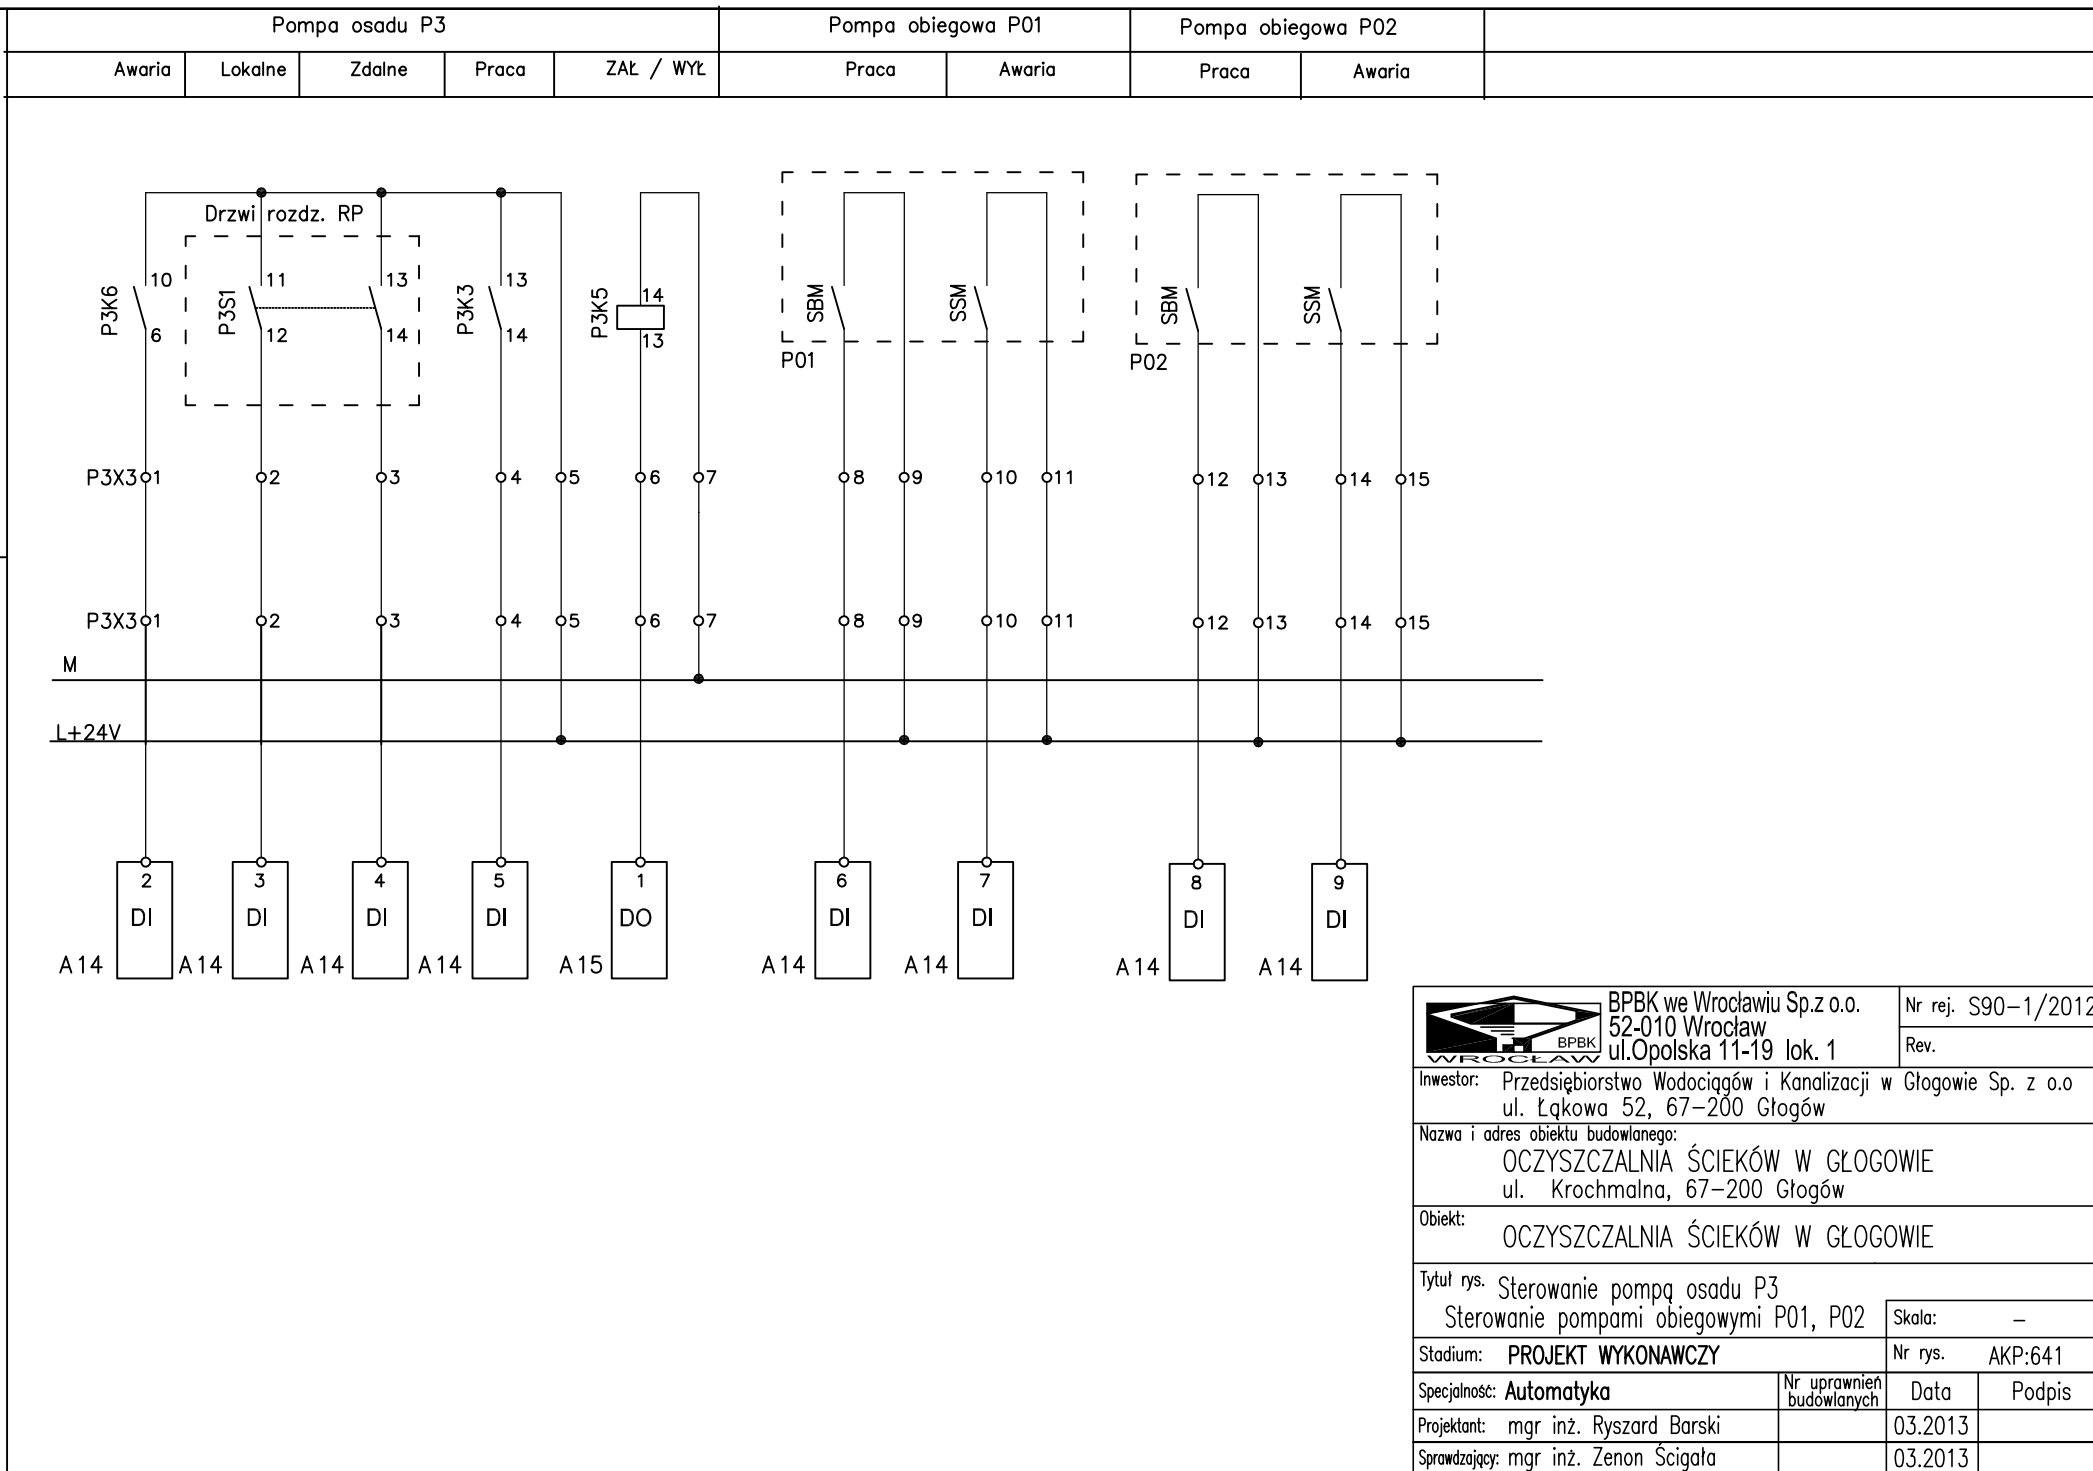 Pompa osadu P3 Pompa obiegowa P01 Pompa obiegowa P02
Awaria Lokalne Zdalne Praca ZAŁ / WYŁ Praca Awaria Praca Awaria
Drzwi rozdz. RP
P3K6 10 6
P3S1 11 12 13 14
P3K3 13 14
P3K5 14 13
SBM SSM
P01
SBM SSM
P02
P3X3 1 2 3 4 5 6 7 8 9 10 11 12 13 14 15
P3X3 1 2 3 4 5 6 7 8 9 10 11 12 13 14 15
M
L+24V
2 3 4 5 1 6 7 8 9
DI DI DI DI DO DI DI DI DI
A14 A14 A14 A14 A15 A14 A14 A14 A14
BPBK
WROCŁAW
BPBK we Wrocławiu Sp.z o.o.
52-010 Wrocław
ul.Opolska 11-19 lok. 1
Nr rej. S90-1/2012
Rev.
Inwestor: Przedsiębiorstwo Wodociągów i Kanalizacji w Głogowie Sp. z o.o
ul. Łąkowa 52, 67-200 Głogów
Nazwa i adres obiektu budowlanego:
OCZYSZCZALNIA ŚCIEKÓW W GŁOGOWIE
ul. Krochmalna, 67-200 Głogów
Obiekt:
OCZYSZCZALNIA ŚCIEKÓW W GŁOGOWIE
Tytuł rys. Sterowanie pompą osadu P3
Sterowanie pompami obiegowymi P01, P02
Skala: -
Stadium: PROJEKT WYKONAWCZY
Nr rys. AKP:641
Specjalność: Automatyka
Nr uprawnień
budowlanych
Data Podpis
Projektant: mgr inż. Ryszard Barski 03.2013
Sprawdzający: mgr inż. Zenon Ścigała 03.2013